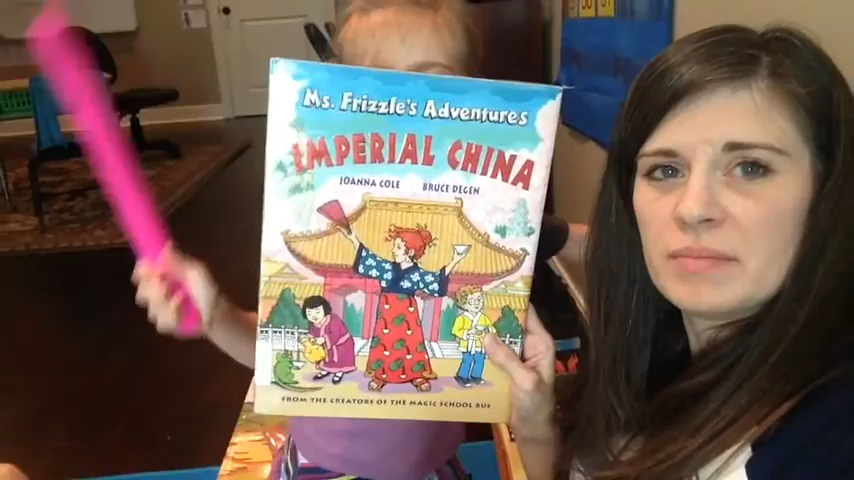 Ms. Frizzle's Adventures
IMPERIAL CHINA
JOANNA COLE BRUCE DEGEN
FROM THE CREATORS OF THE MAGIC SCHOOL BUS